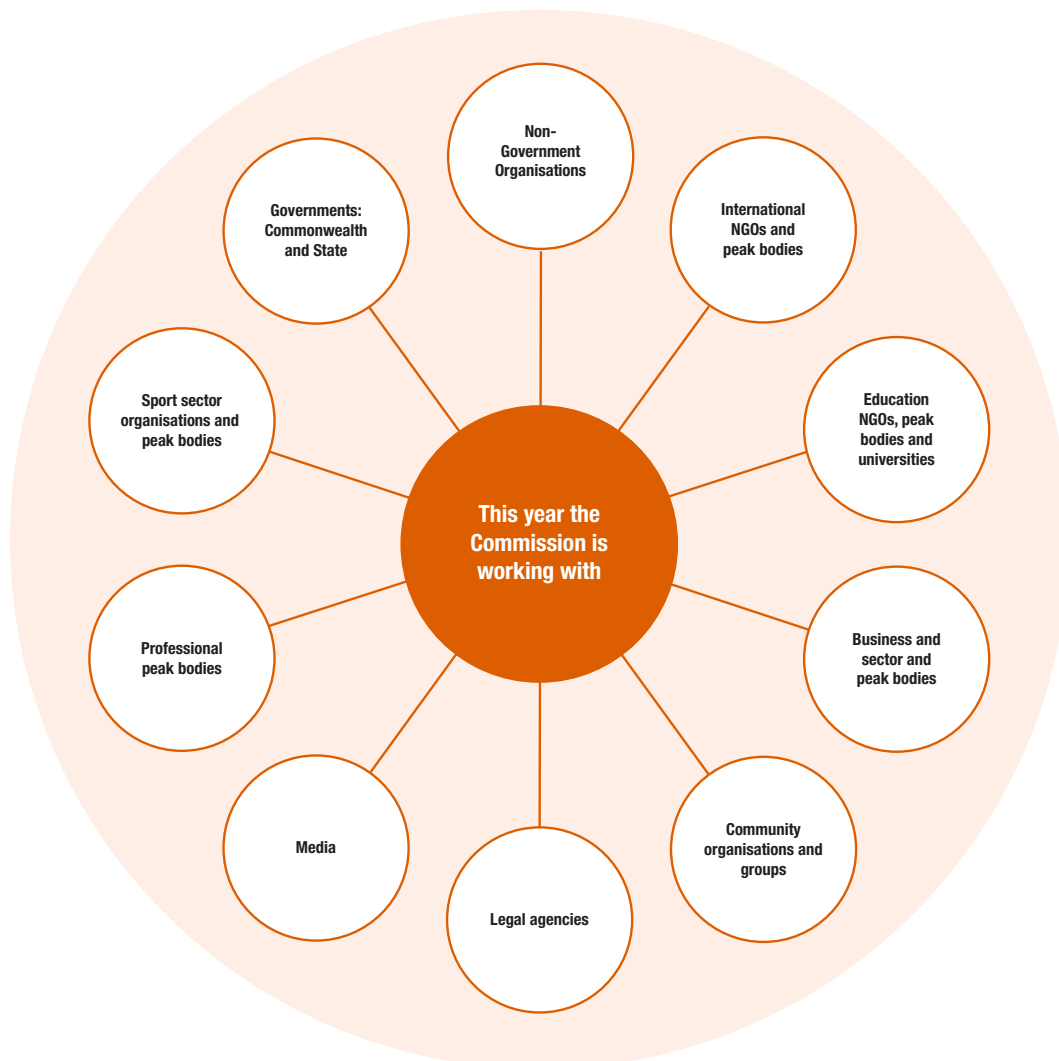 Non-
Government
Organisations
International
NGOs and
peak bodies
Education
NGOs, peak
bodies and
universities
Business and
sector and
peak bodies
Community
organisations and
groups
Legal agencies
Media
Professional
peak bodies
Sport sector
organisations and
peak bodies
Governments:
Commonwealth
and State
This year the
Commission is
working with